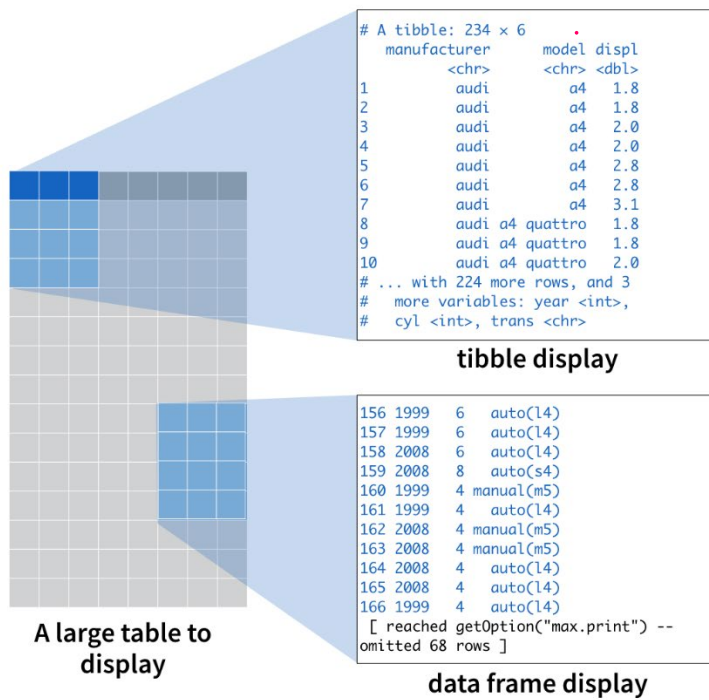 # A tibble: 234 × 6
manufacturer model displ
<chr> <chr> <dbl>
1 audi a4 1.8
2 audi a4 1.8
3 audi a4 2.0
4 audi a4 2.0
5 audi a4 2.8
6 audi a4 2.8
7 audi a4 3.1
8 audi a4 quattro 1.8
9 audi a4 quattro 1.8
10 audi a4 quattro 2.0
# ... with 224 more rows, and 3
# more variables: year <int>,
# cyl <int>, trans <chr>
tibble display
156 1999 6 auto(l4)
157 1999 6 auto(l4)
158 2008 6 auto(l4)
159 2008 8 auto(s4)
160 1999 4 manual(m5)
161 1999 4 auto(l4)
162 2008 4 manual(m5)
163 2008 4 manual(m5)
164 2008 4 auto(l4)
165 2008 4 auto(l4)
166 1999 4 auto(l4)
[ reached getOption("max.print") --
omitted 68 rows ]
data frame display
A large table to
display